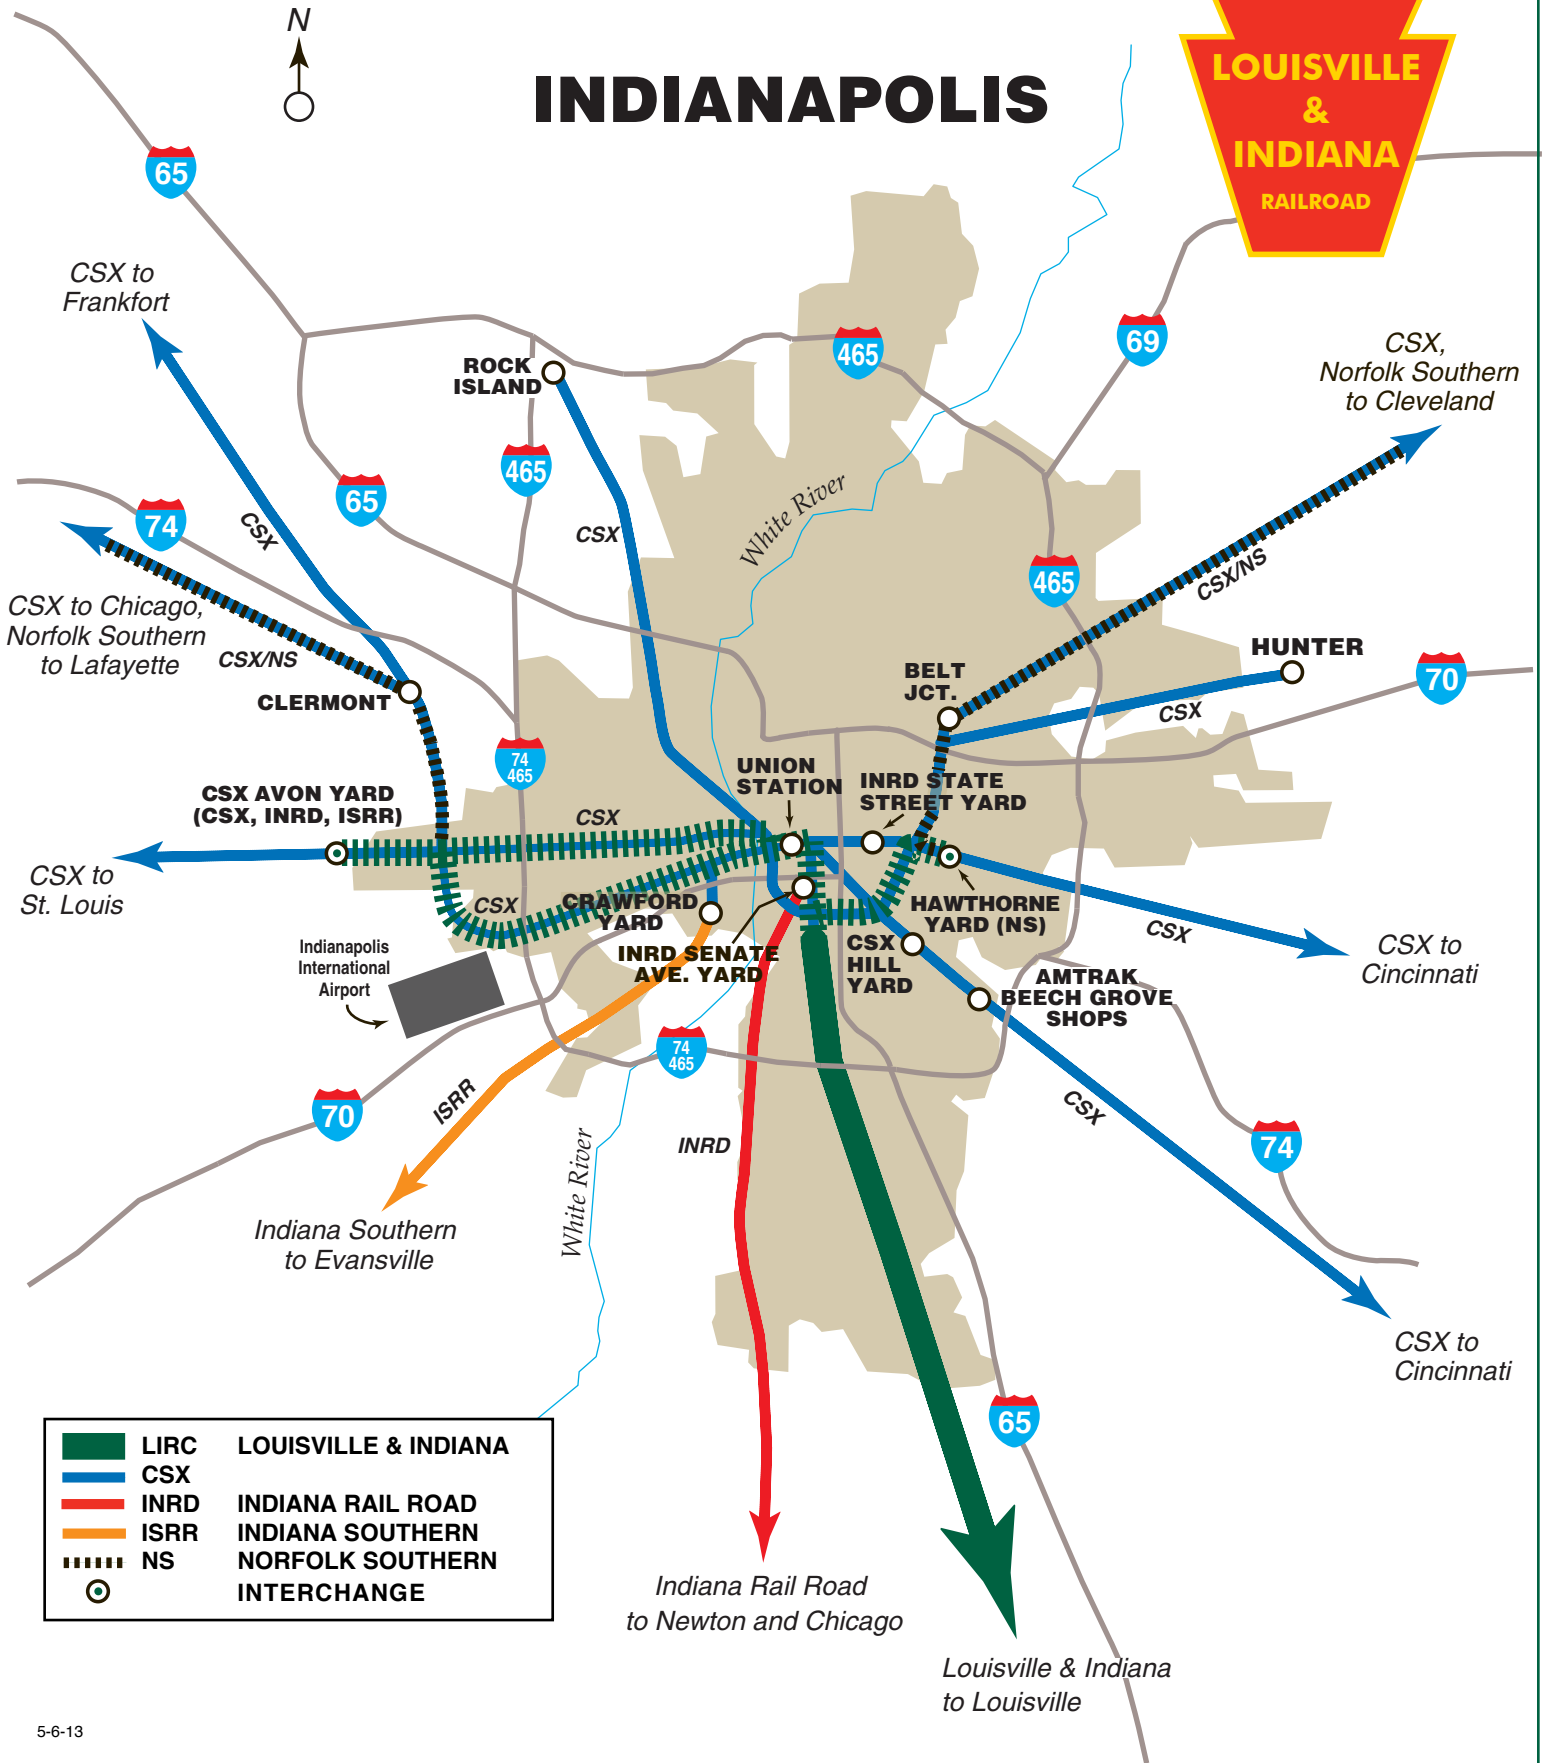 N
INDIANAPOLIS
LOUISVILLE
&
INDIANA
RAILROAD
65
CSX to
Frankfort
ROCK
ISLAND
465
69
CSX,
Norfolk Southern
to Cleveland
465
65
74
CSX
CSX
White River
465
CSX/NS
CSX to Chicago,
Norfolk Southern
to Lafayette
CSX/NS
CLERMONT
BELT
JCT.
HUNTER
70
CSX
74
465
UNION
STATION
INRD STATE
STREET YARD
CSX AVON YARD
(CSX, INRD, ISRR)
CSX
CSX to
St. Louis
CSX
CRAWFORD
YARD
HAWTHORNE
YARD (NS)
CSX
CSX to
Cincinnati
Indianapolis
International
Airport
INRD SENATE
AVE. YARD
CSX
HILL
YARD
AMTRAK
BEECH GROVE
SHOPS
74
465
70
ISRR
CSX
INRD
74
White River
Indiana Southern
to Evansville
CSX to
Cincinnati
65
LIRC LOUISVILLE & INDIANA
CSX
INRD INDIANA RAIL ROAD
ISRR INDIANA SOUTHERN
NS NORFOLK SOUTHERN
INTERCHANGE
Indiana Rail Road
to Newton and Chicago
Louisville & Indiana
to Louisville
5-6-13